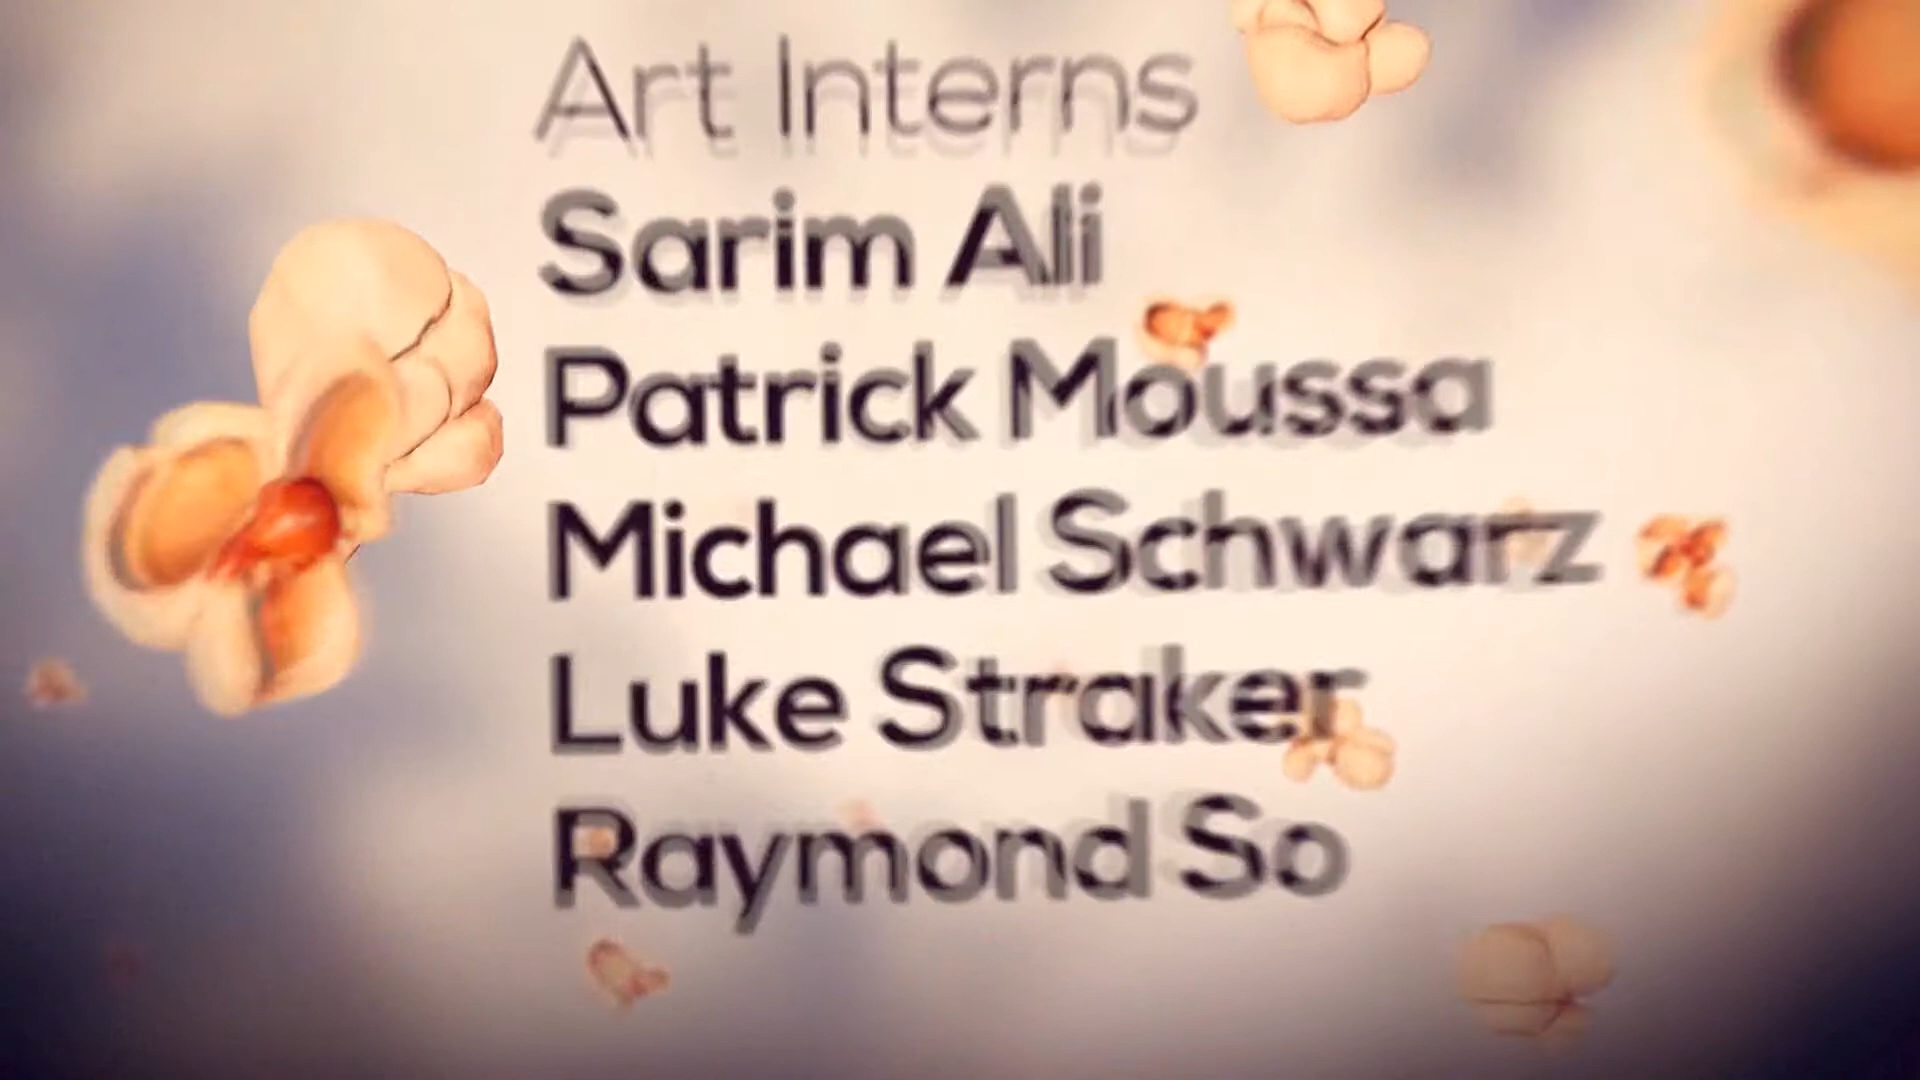 Art Interns
Sarim Ali
Patrick Moussa
Michael Schwarz
Luke Straker
Raymond So